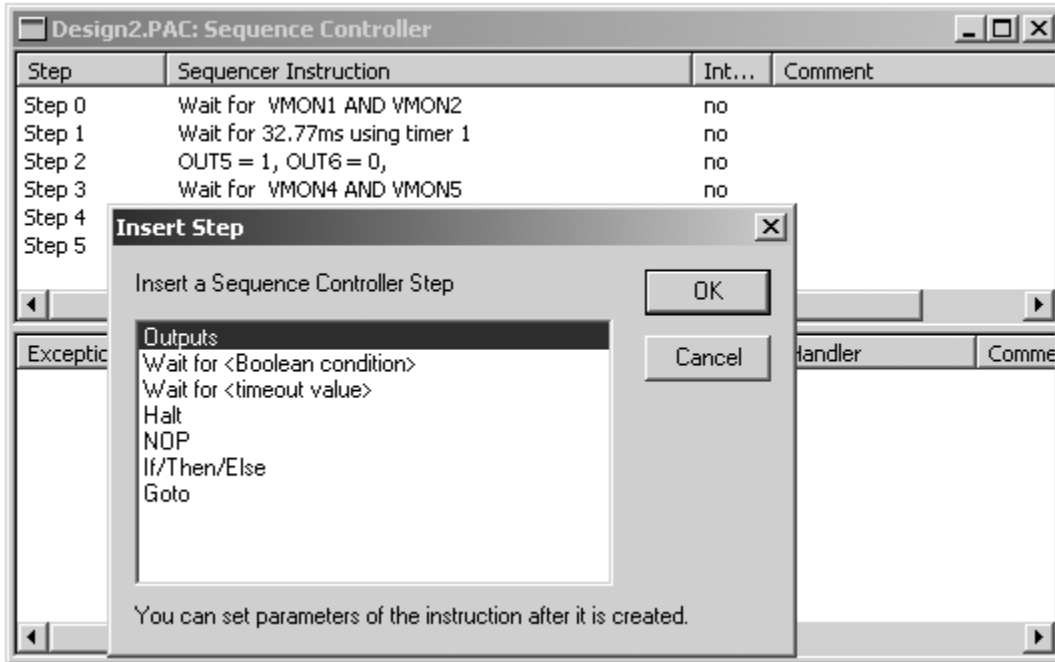 Design2.PAC: Sequence Controller
Step Sequencer Instruction Int... Comment
Step 0 Wait for VMON1 AND VMON2 no
Step 1 Wait for 32.77ms using timer 1 no
Step 2 OUT5 = 1, OUT6 = 0, no
Step 3 Wait for VMON4 AND VMON5 no
Step 4
Step 5
Insert Step
Insert a Sequence Controller Step
OK
Cancel
Outputs
Wait for <Boolean condition>
Wait for <timeout value>
Halt
NOP
If/Then/Else
Goto
You can set parameters of the instruction after it is created.
Exceptic Handler Comme